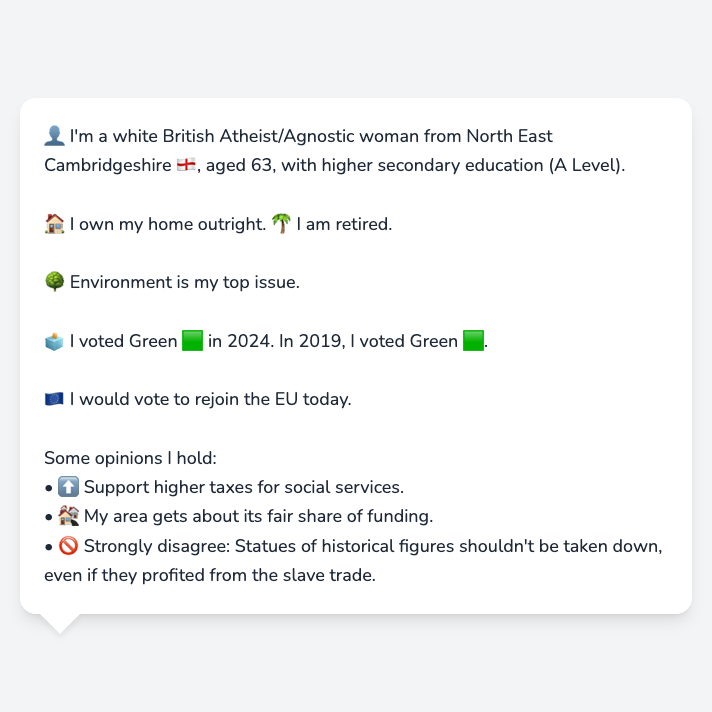 👤 I'm a white British Atheist/Agnostic woman from North East
Cambridgeshire 🏴󠁧󠁢󠁥󠁮󠁧󠁿, aged 63, with higher secondary education (A Level).
🏠 I own my home outright. 🌴 I am retired.
🌳 Environment is my top issue.
🗳️ I voted Green 🟩 in 2024. In 2019, I voted Green 🟩.
🇪🇺 I would vote to rejoin the EU today.
Some opinions I hold:
• ⬆️ Support higher taxes for social services.
• 🏘️ My area gets about its fair share of funding.
• 🚫 Strongly disagree: Statues of historical figures shouldn't be taken down,
even if they profited from the slave trade.